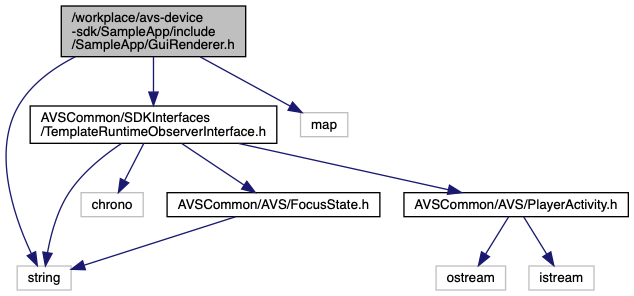 /workplace/avs-device
-sdk/SampleApp/include
/SampleApp/GuiRenderer.h
AVSCommon/SDKInterfaces
/TemplateRuntimeObserverInterface.h
map
chrono
AVSCommon/AVS/FocusState.h
AVSCommon/AVS/PlayerActivity.h
string
ostream
istream